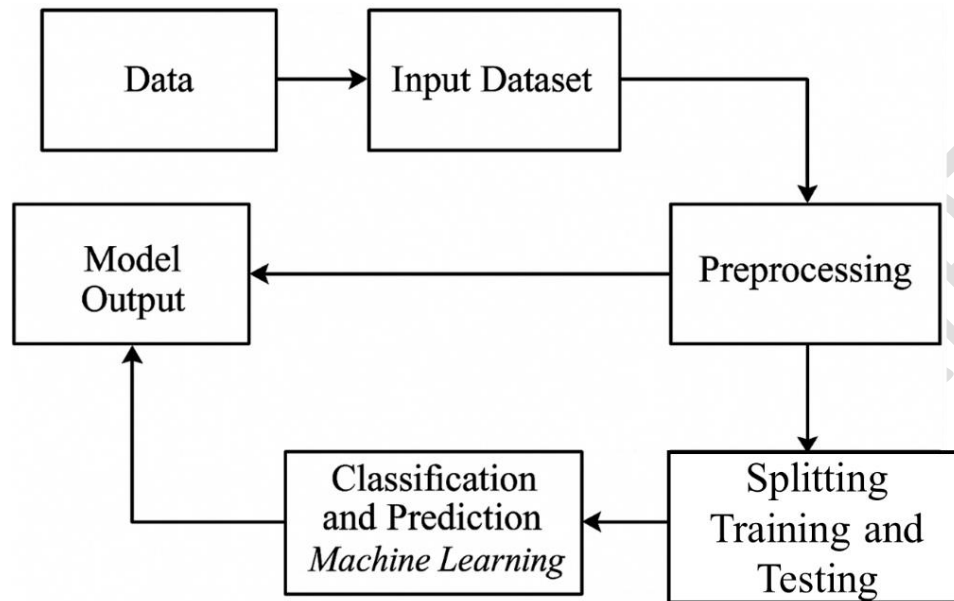 Data
Input Dataset
Preprocessing
Model
Output
Classification
and Prediction
Machine Learning
Splitting
Training and
Testing